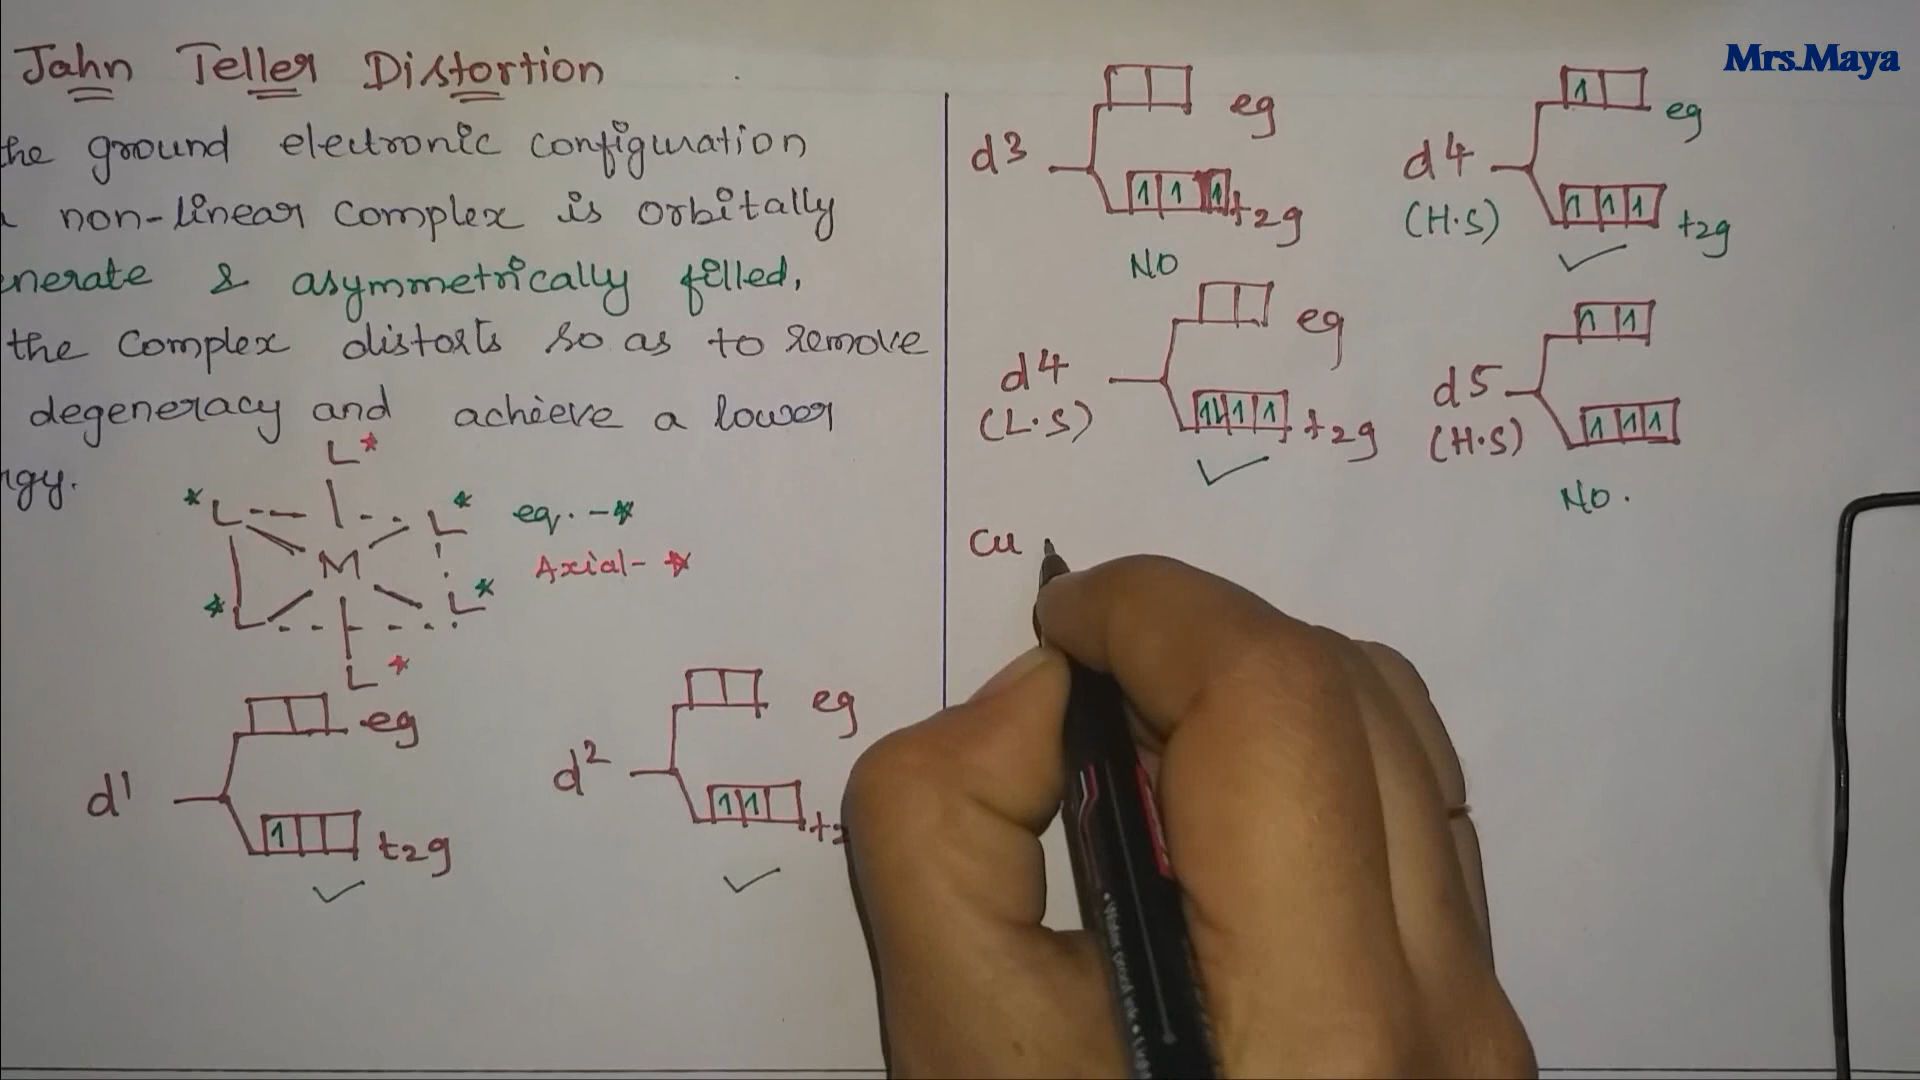 Jahn Teller Distortion
the ground electronic configuration
non-linear complex is orbitally
enerate & asymmetrically filled,
the complex distorts so as to remove
degeneracy and achieve a lower
rgy.
L*
*L L*
eq. - *
M
Axial - *
*L L*
L*
eg
d1
1
t2g
eg
d2
1 1
t2
Mrs.Maya
eg
d3
1 1 1
t2g
NO
1
eg
d4
(H.S)
1 1 1
t2g
eg
d4
(L.S)
11 1 1
t2g
1 1
d5
(H.S)
1 1 1
NO.
Cu